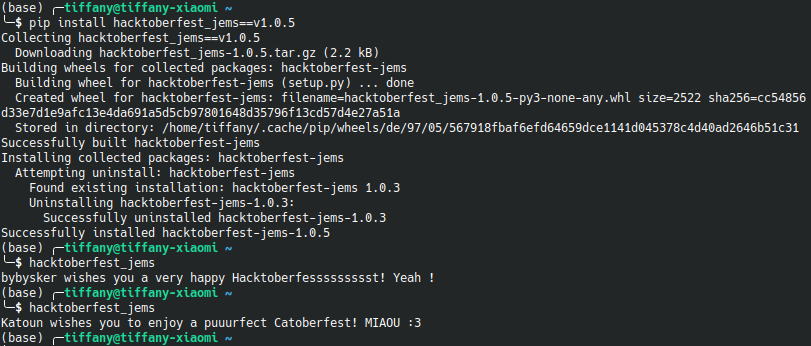 (base) ╭─tiffany@tiffany-xiaomi ~
╰─$ pip install hacktoberfest_jems==v1.0.5
Collecting hacktoberfest_jems==v1.0.5
  Downloading hacktoberfest_jems-1.0.5.tar.gz (2.2 kB)
Building wheels for collected packages: hacktoberfest-jems
  Building wheel for hacktoberfest-jems (setup.py) ... done
  Created wheel for hacktoberfest-jems: filename=hacktoberfest_jems-1.0.5-py3-none-any.whl size=2522 sha256=cc54856
d33e7d1e9afc13e4da691a5d5cb97801648d35796f13cd57d4e27a51a
  Stored in directory: /home/tiffany/.cache/pip/wheels/de/97/05/567918fbaf6efd64659dce1141d045378c4d40ad2646b51c31
Successfully built hacktoberfest-jems
Installing collected packages: hacktoberfest-jems
  Attempting uninstall: hacktoberfest-jems
    Found existing installation: hacktoberfest-jems 1.0.3
    Uninstalling hacktoberfest-jems-1.0.3:
      Successfully uninstalled hacktoberfest-jems-1.0.3
Successfully installed hacktoberfest-jems-1.0.5
(base) ╭─tiffany@tiffany-xiaomi ~
╰─$ hacktoberfest_jems
bybysker wishes you a very happy Hacktoberfessssssssst! Yeah !
(base) ╭─tiffany@tiffany-xiaomi ~
╰─$ hacktoberfest_jems
Katoun wishes you to enjoy a puuurfect Catoberfest! MIAOU :3
(base) ╭─tiffany@tiffany-xiaomi ~